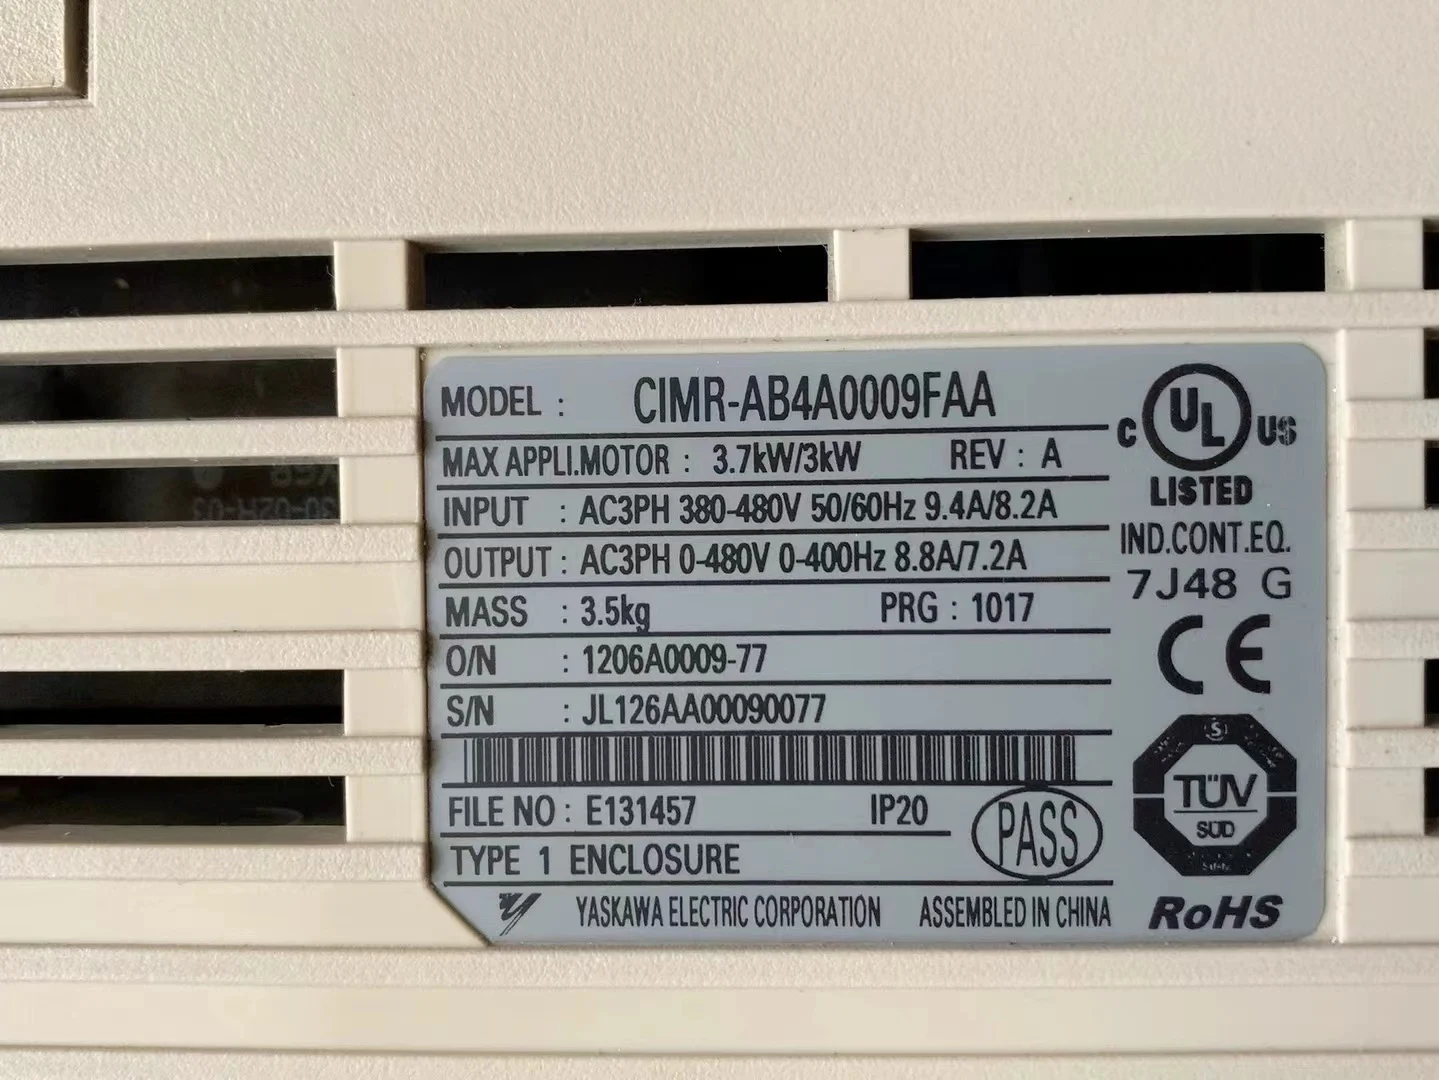 MODEL : CIMR-AB4A0009FAA
MAX APPLI.MOTOR : 3.7kW/3kW REV : A
INPUT : AC3PH 380-480V 50/60Hz 9.4A/8.2A
OUTPUT : AC3PH 0-480V 0-400Hz 8.8A/7.2A
MASS : 3.5kg PRG : 1017
O/N : 1206A0009-77
S/N : JL126AA00090077
FILE NO : E131457 IP20
PASS
TYPE 1 ENCLOSURE
YASKAWA ELECTRIC CORPORATION ASSEMBLED IN CHINA
C UL US
LISTED
IND.CONT.EQ.
7J48 G
CE
TÜV
SÜD
RoHS